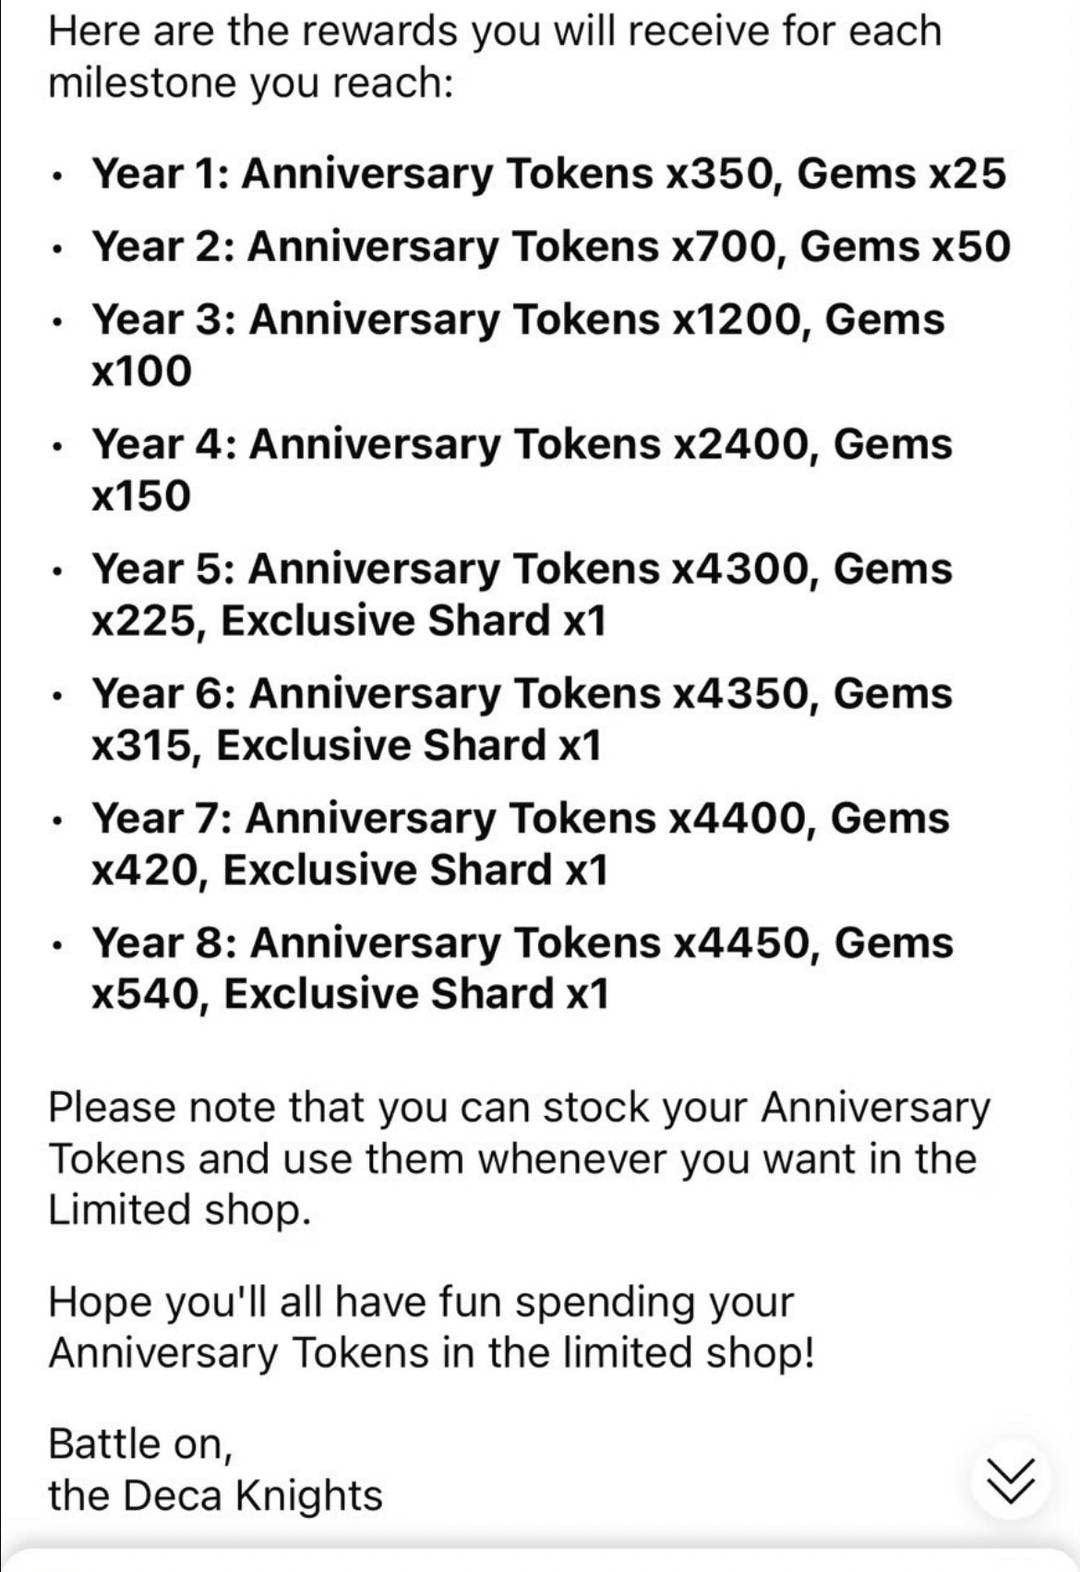 Here are the rewards you will receive for each
milestone you reach:
• Year 1: Anniversary Tokens x350, Gems x25
• Year 2: Anniversary Tokens x700, Gems x50
• Year 3: Anniversary Tokens x1200, Gems
x100
• Year 4: Anniversary Tokens x2400, Gems
x150
• Year 5: Anniversary Tokens x4300, Gems
x225, Exclusive Shard x1
• Year 6: Anniversary Tokens x4350, Gems
x315, Exclusive Shard x1
• Year 7: Anniversary Tokens x4400, Gems
x420, Exclusive Shard x1
• Year 8: Anniversary Tokens x4450, Gems
x540, Exclusive Shard x1
Please note that you can stock your Anniversary
Tokens and use them whenever you want in the
Limited shop.
Hope you'll all have fun spending your
Anniversary Tokens in the limited shop!
Battle on,
the Deca Knights